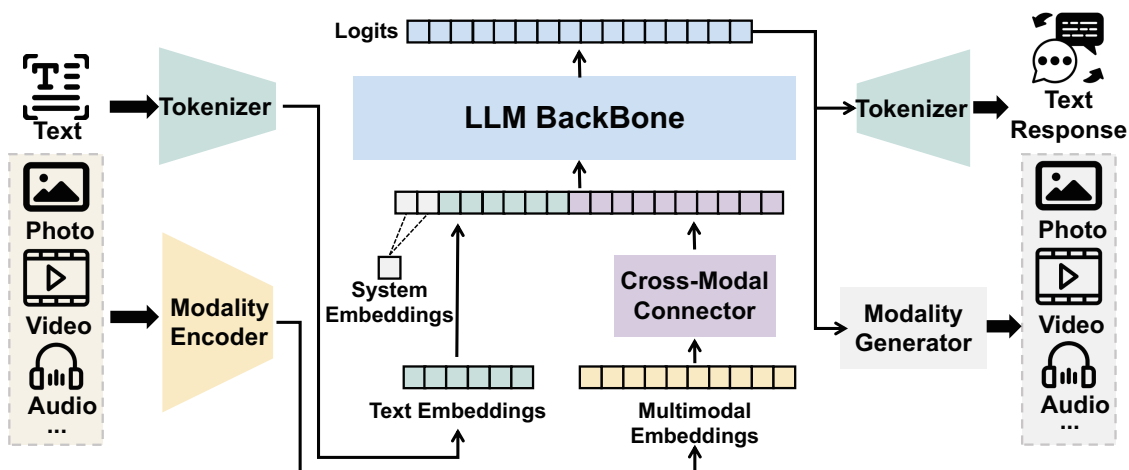 Logits
Text
Tokenizer
LLM BackBone
Tokenizer
Text
Response
Photo
Video
Audio
...
Modality
Encoder
System
Embeddings
Cross-Modal
Connector
Text Embeddings
Multimodal
Embeddings
Modality
Generator
Photo
Video
Audio
...